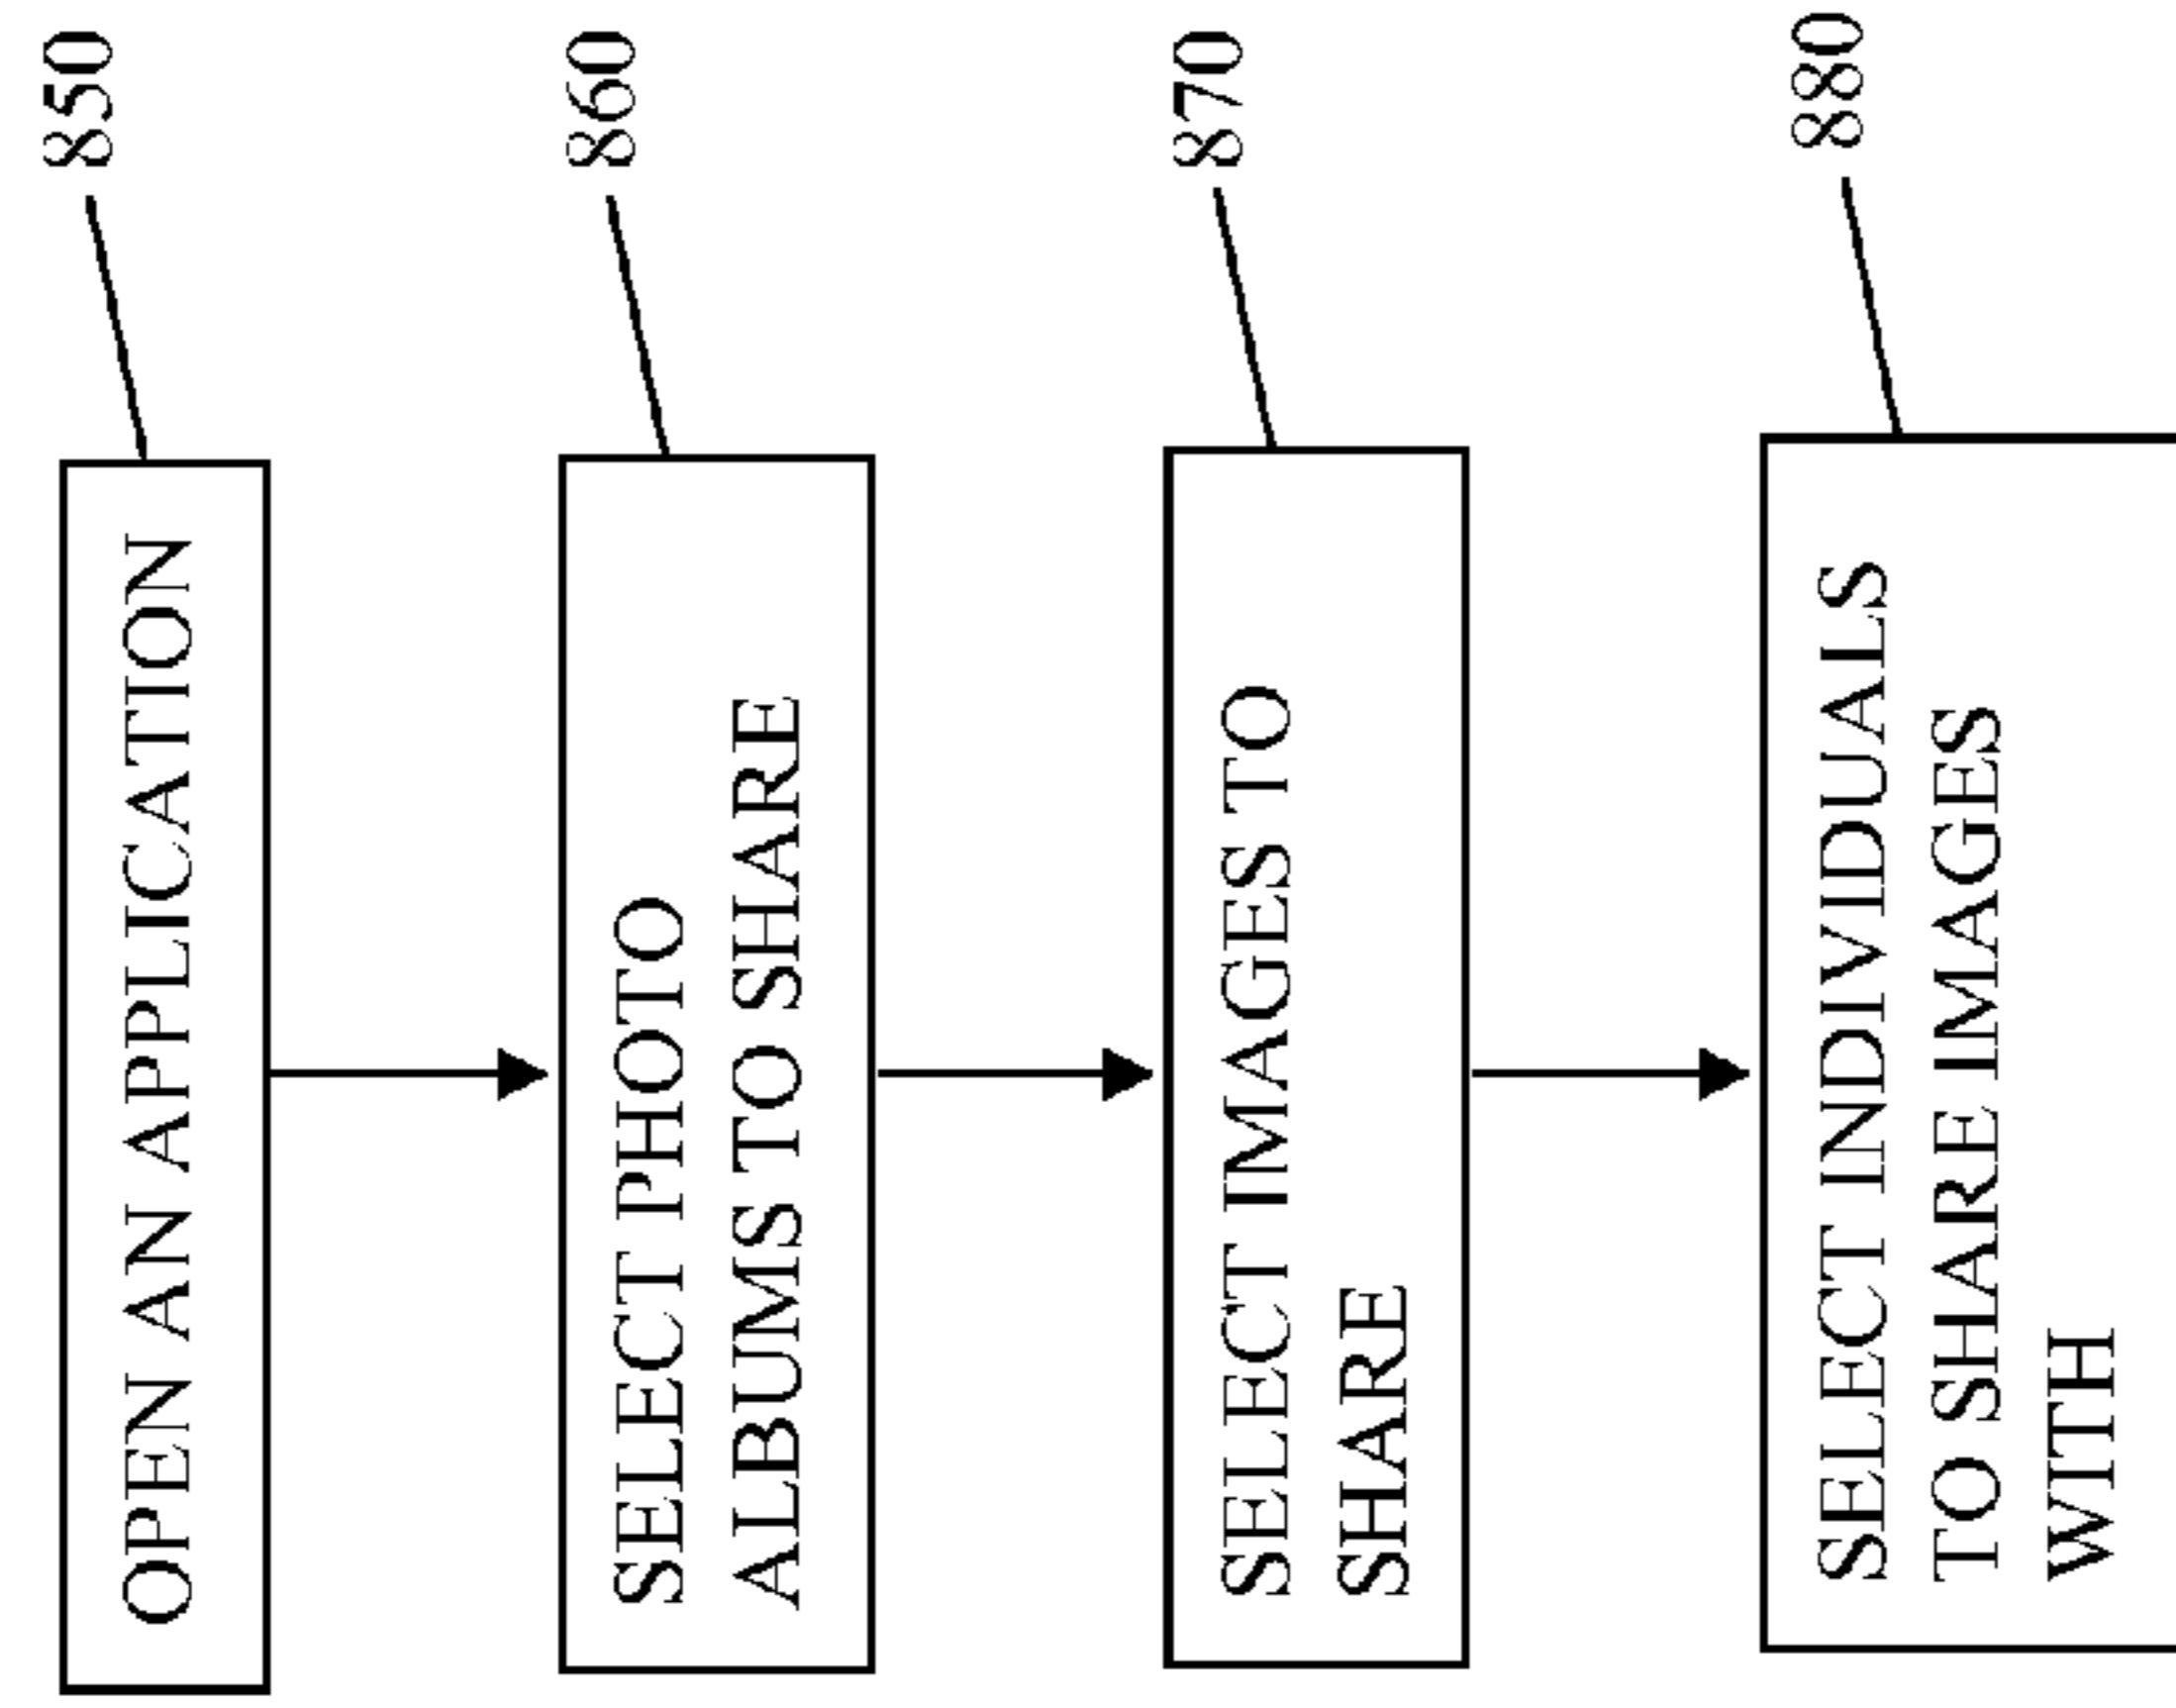 850
OPEN AN APPLICATION
860
SELECT PHOTO
ALBUMS TO SHARE
870
SELECT IMAGES TO
SHARE
880
SELECT INDIVIDUALS
TO SHARE IMAGES
WITH